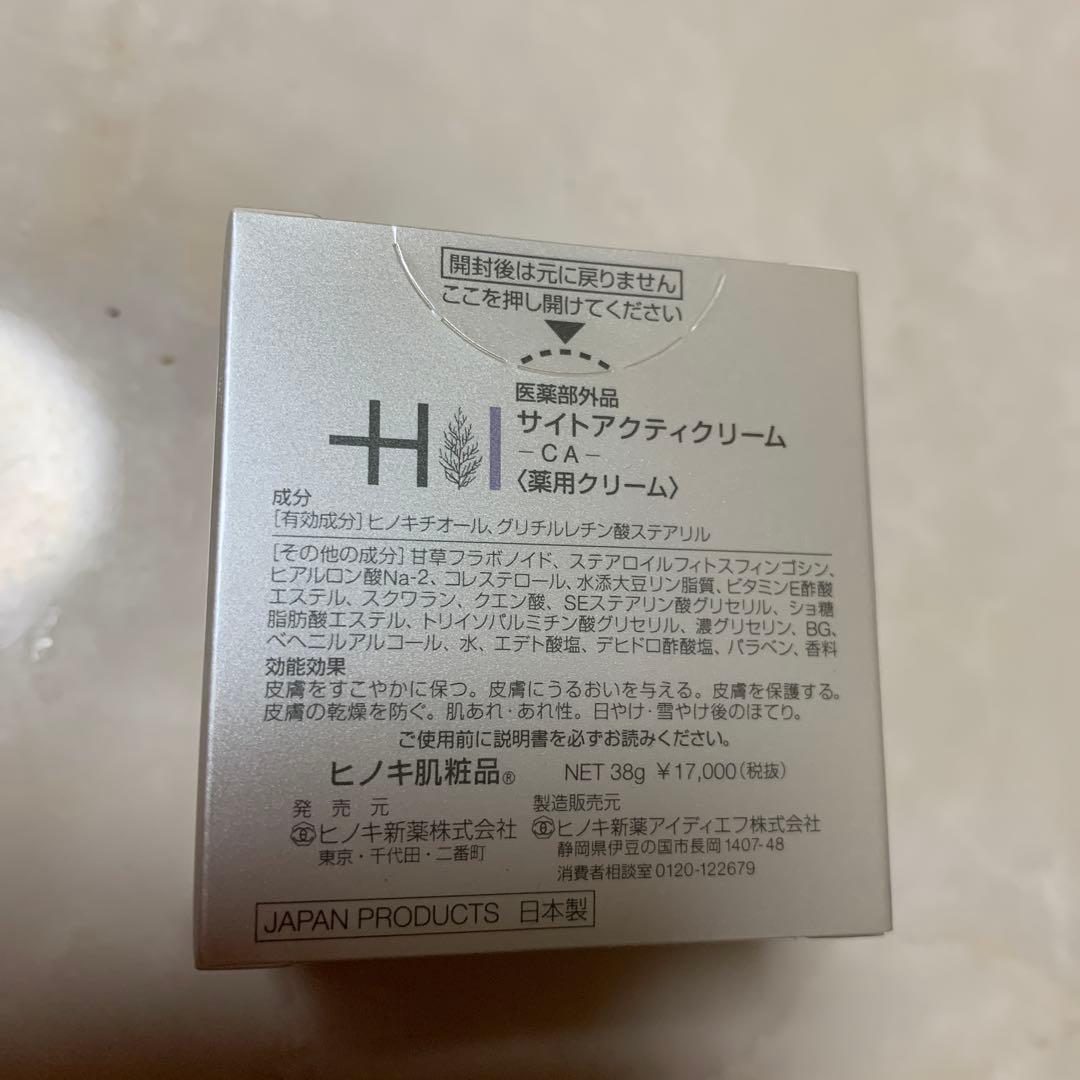 開封後は元に戻りません
ここを押し開けてください
医薬部外品
サイトアクティクリーム
－CA－
〈薬用クリーム〉
成分
［有効成分］ヒノキチオール、グリチルレチン酸ステアリル
［その他の成分］甘草フラボノイド、ステアロイルフィトスフィンゴシン、
ヒアルロン酸Na-2、コレステロール、水添大豆リン脂質、ビタミンE酢酸
エステル、スクワラン、クエン酸、SEステアリン酸グリセリル、ショ糖
脂肪酸エステル、トリイソパルミチン酸グリセリル、濃グリセリン、BG、
ベヘニルアルコール、水、エデト酸塩、デヒドロ酢酸塩、パラベン、香料
効能効果
皮膚をすこやかに保つ。皮膚にうるおいを与える。皮膚を保護する。
皮膚の乾燥を防ぐ。肌あれ・あれ性。日やけ・雪やけ後のほてり。
ご使用前に説明書を必ずお読みください。
ヒノキ肌粧品® NET 38g ￥17,000（税抜）
発売元
ヒノキ新薬株式会社
東京・千代田・二番町
製造販売元
ヒノキ新薬アイディエフ株式会社
静岡県伊豆の国市長岡1407-48
消費者相談室0120-122679
JAPAN PRODUCTS 日本製